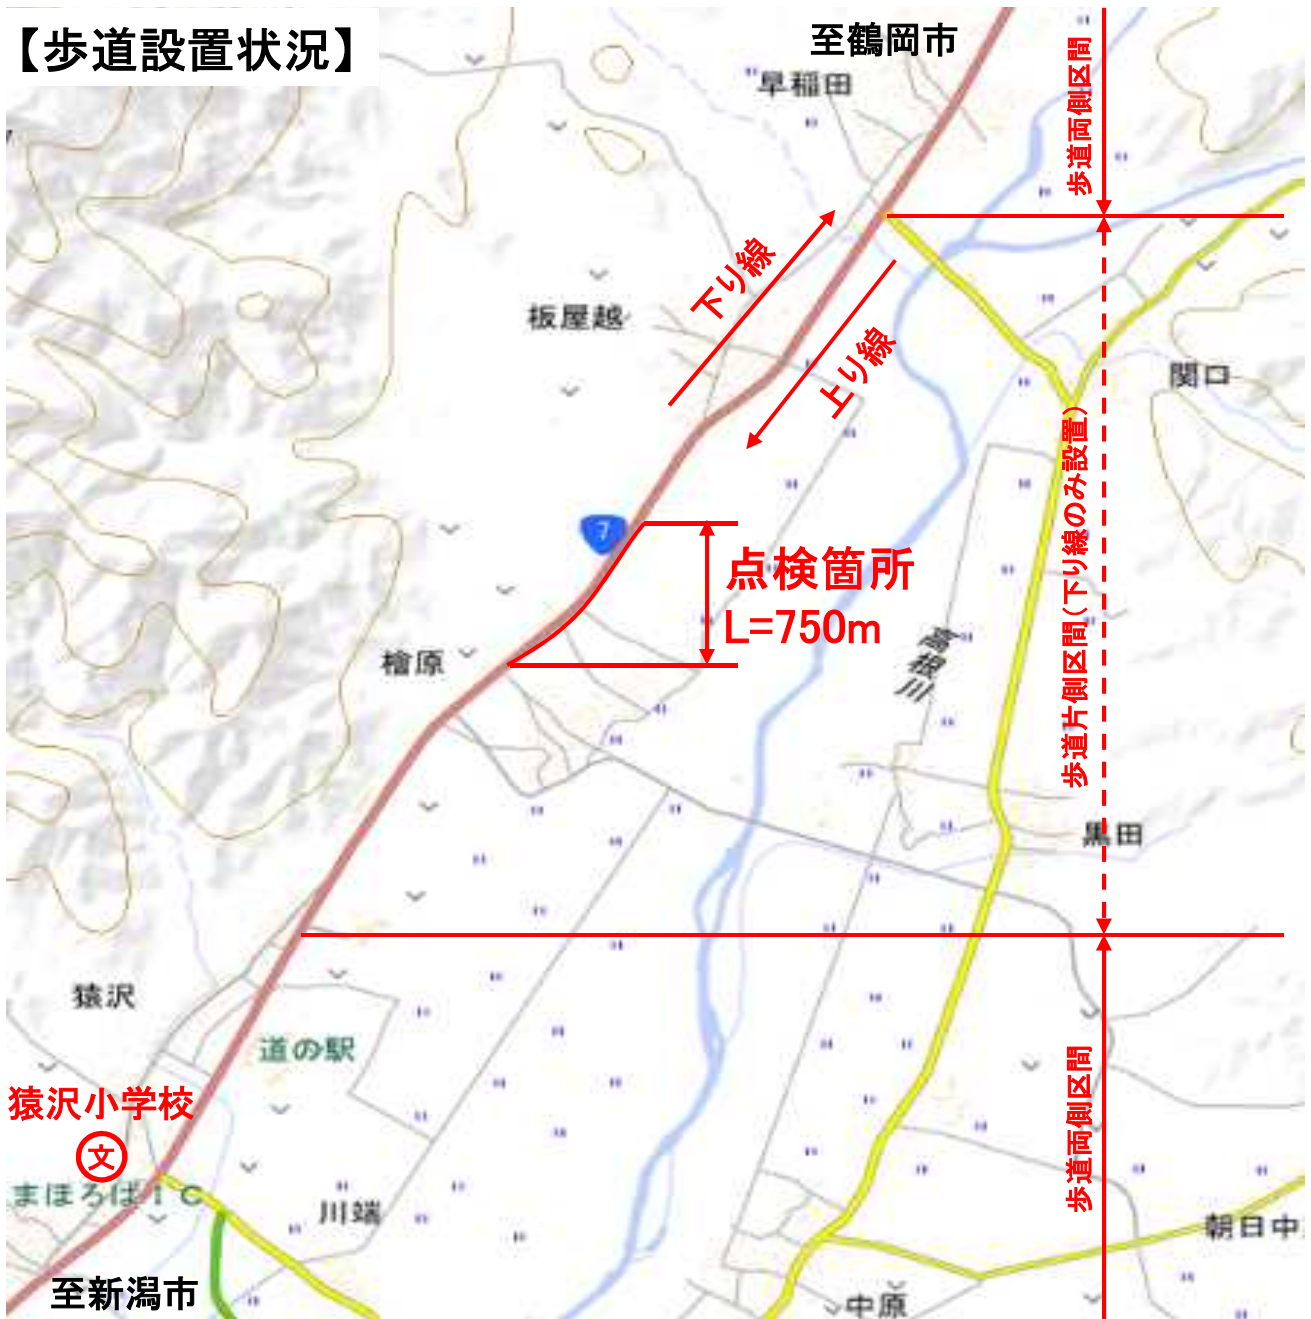 【歩道設置状況】
至鶴岡市
早稲田
歩道両側区間
下り線
板屋越
上り線
関口
7
点検箇所
L=750m
歩道片側区間(下り線のみ設置)
檜原
高根川
黒田
猿沢
道の駅
猿沢小学校
文
まほろばIC
川端
歩道両側区間
朝日中
至新潟市
中原